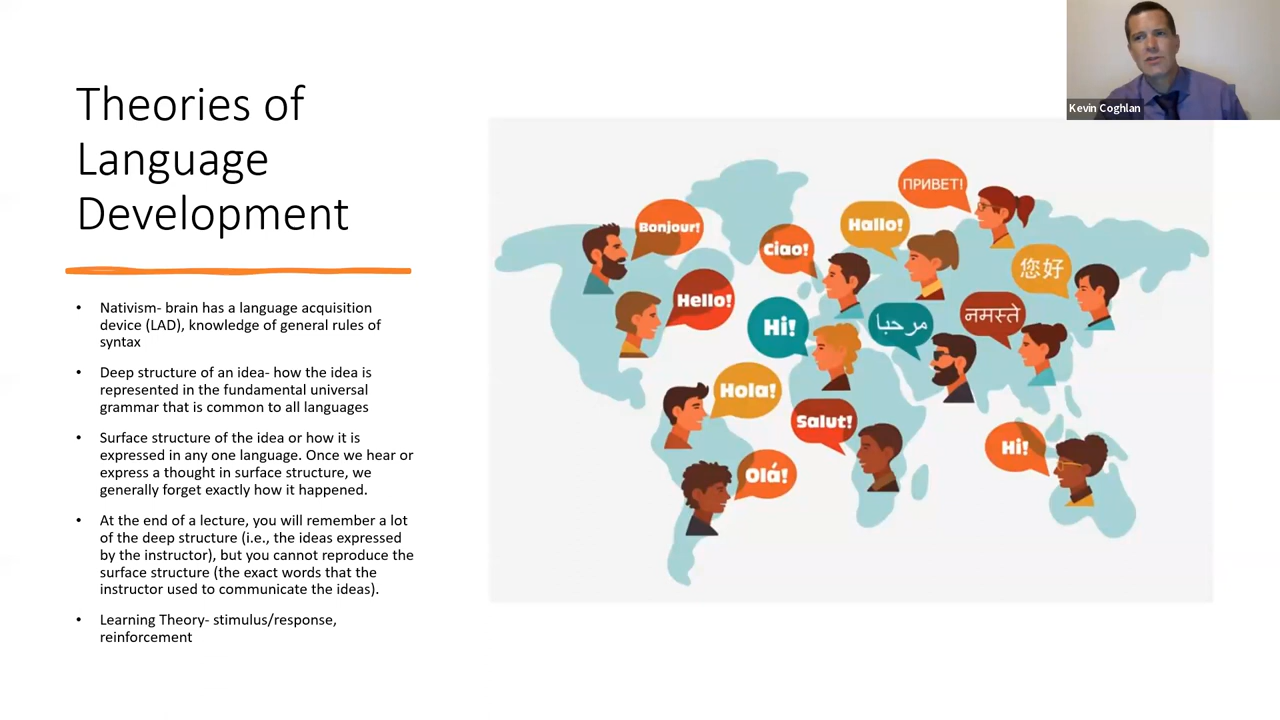 Theories of
Language
Development
• Nativism- brain has a language acquisition
device (LAD), knowledge of general rules of
syntax
• Deep structure of an idea- how the idea is
represented in the fundamental universal
grammar that is common to all languages
• Surface structure of the idea or how it is
expressed in any one language. Once we hear or
express a thought in surface structure, we
generally forget exactly how it happened.
• At the end of a lecture, you will remember a lot
of the deep structure (i.e., the ideas expressed
by the instructor), but you cannot reproduce the
surface structure (the exact words that the
instructor used to communicate the ideas).
• Learning Theory- stimulus/response,
reinforcement
Kevin Coghlan
ПРИВЕТ!
Bonjour!
Hallo!
Ciao!
您好
Hello!
Hi!
مرحبا
नमस्ते
Hola!
Salut!
Hi!
Olá!